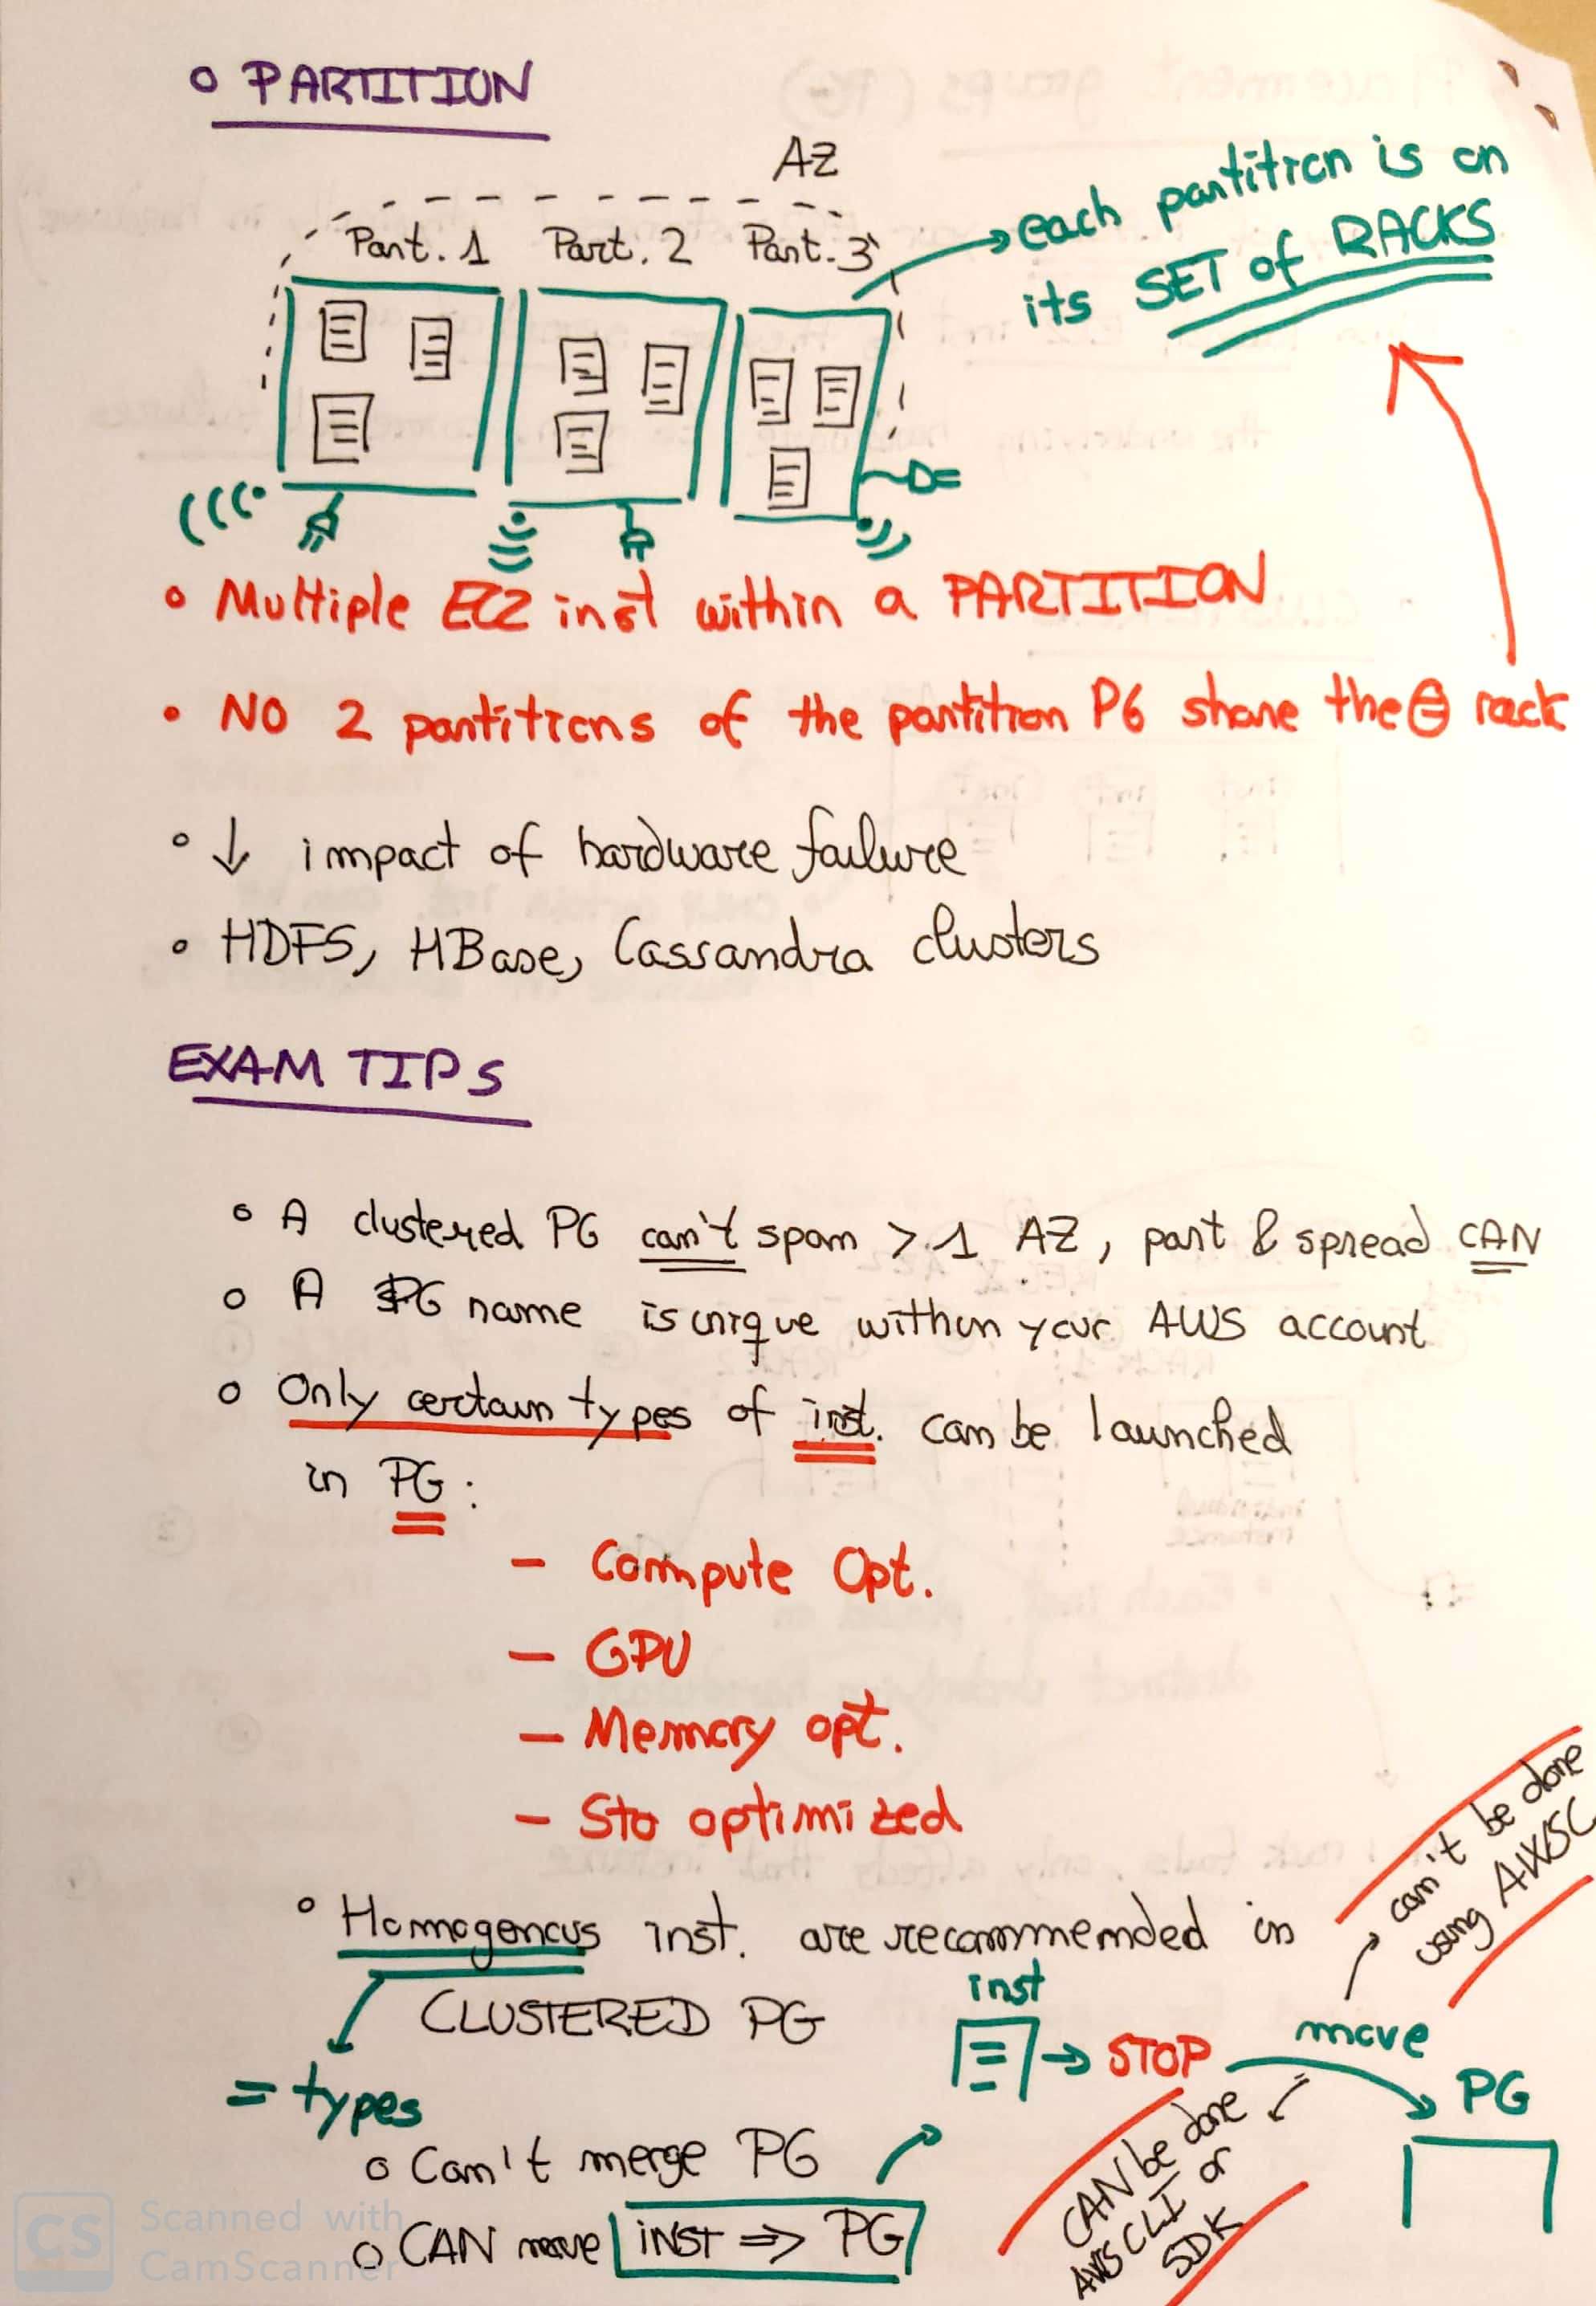 PARTITION
AZ
Part. 1 Part. 2 Part. 3
each partition is on
its SET of RACKS
Multiple EC2 inst within a PARTITION
NO 2 partitions of the partition PG share the = rack
↓ impact of hardware failure
HDFS, HBase, Cassandra clusters
EXAM TIPS
A clustered PG can't span > 1 AZ, part & spread CAN
A PG name is unique within your AWS account
Only certain types of inst. can be launched
in PG:
- Compute Opt.
- GPU
- Memory opt.
- Sto optimized
Homogenous inst. are recommended in
CLUSTERED PG
= types
inst
→ STOP
move
PG
can't be done
using AWSC
CAN be done
AWS CLI or
SDK
Can't merge PG
CAN move INST => PG
CS Scanned with
CamScanner